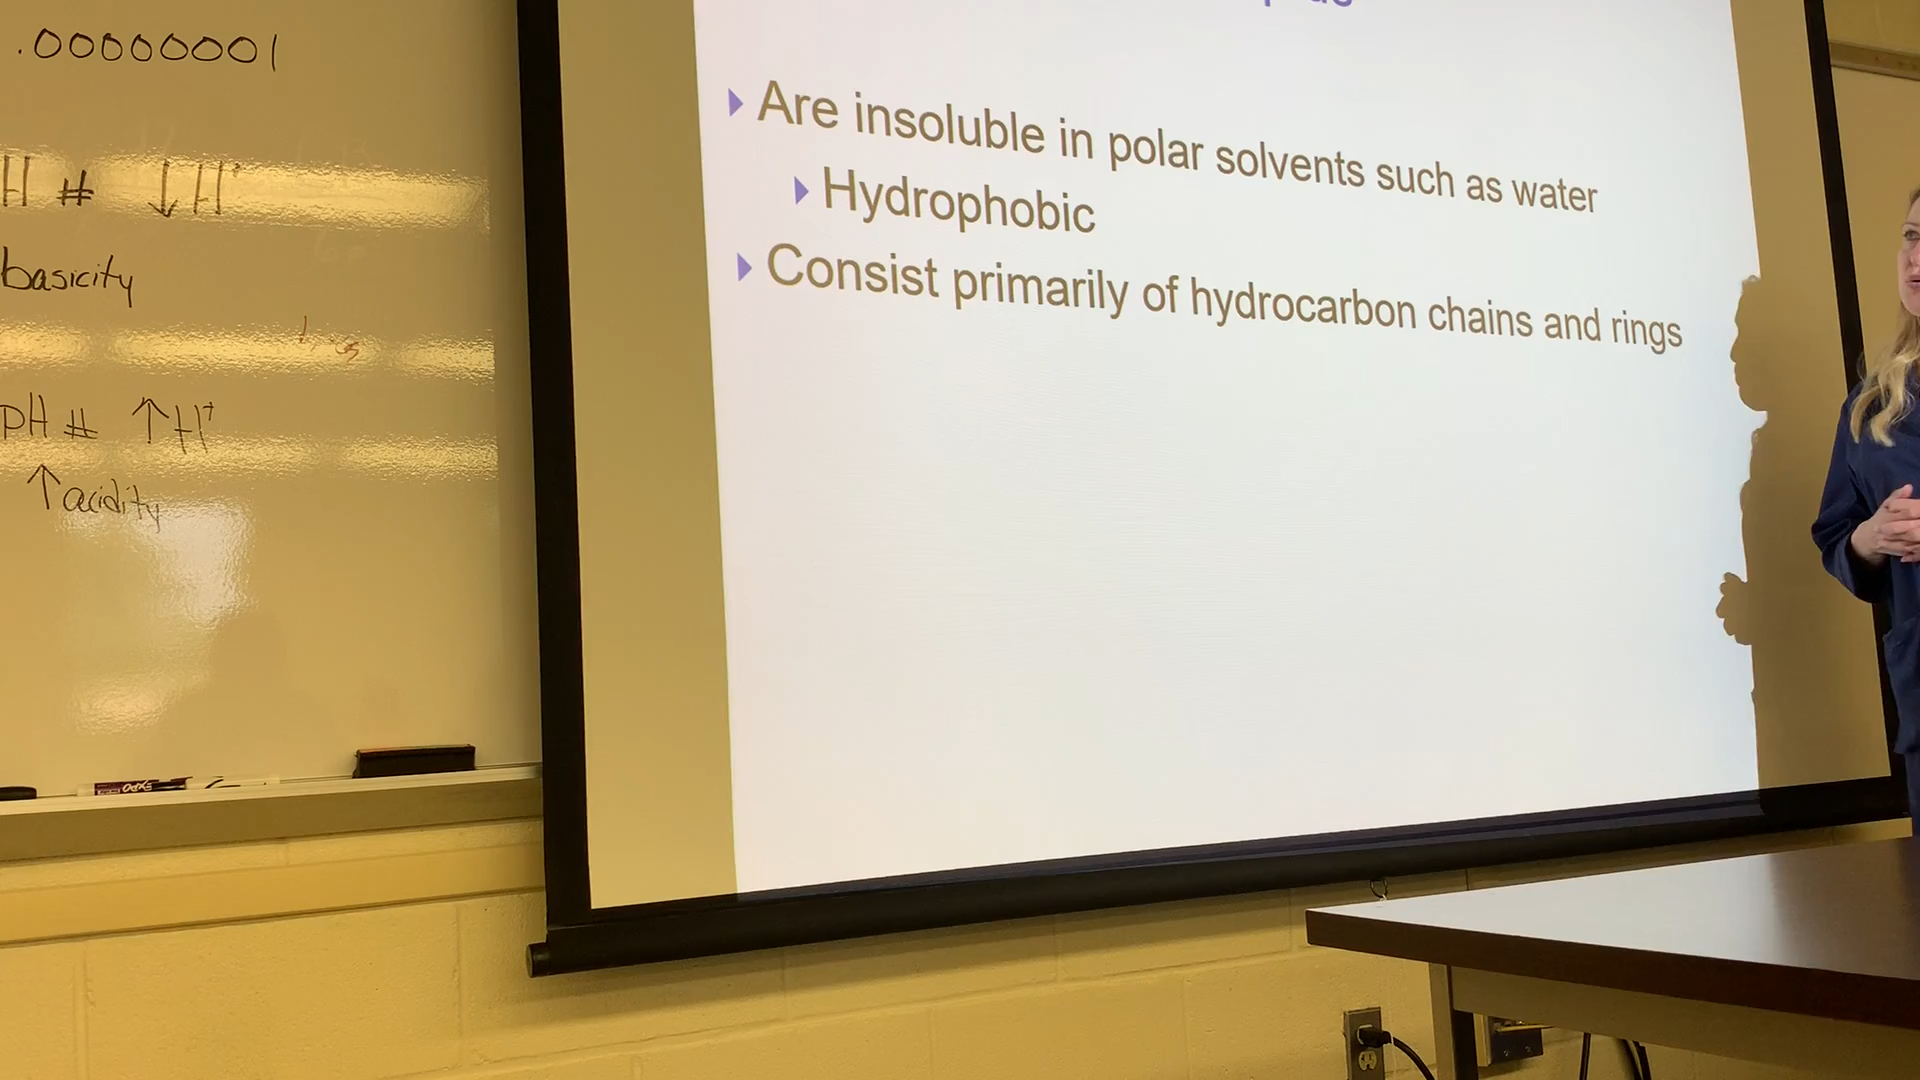 .00000001
H # ↓H⁺
basicity
pH # ↑H⁺
↑acidity
Are insoluble in polar solvents such as water
Hydrophobic
Consist primarily of hydrocarbon chains and rings